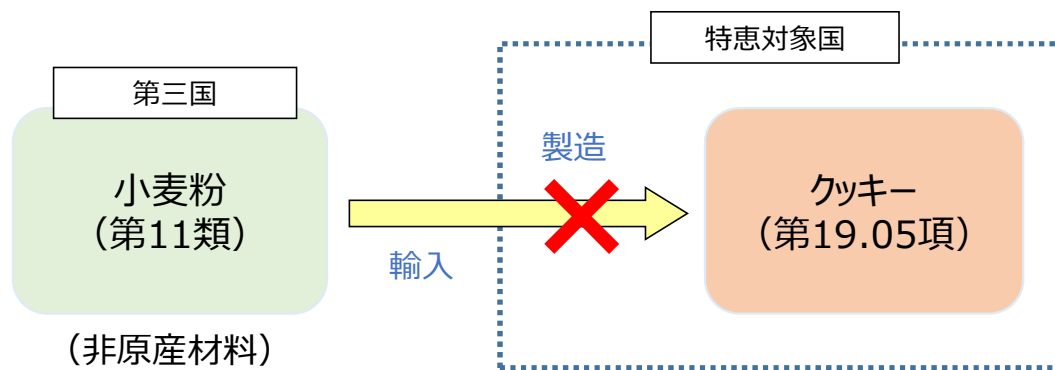 特恵対象国
第三国
小麦粉
（第11類）
製造
輸入
クッキー
（第19.05項）
（非原産材料）